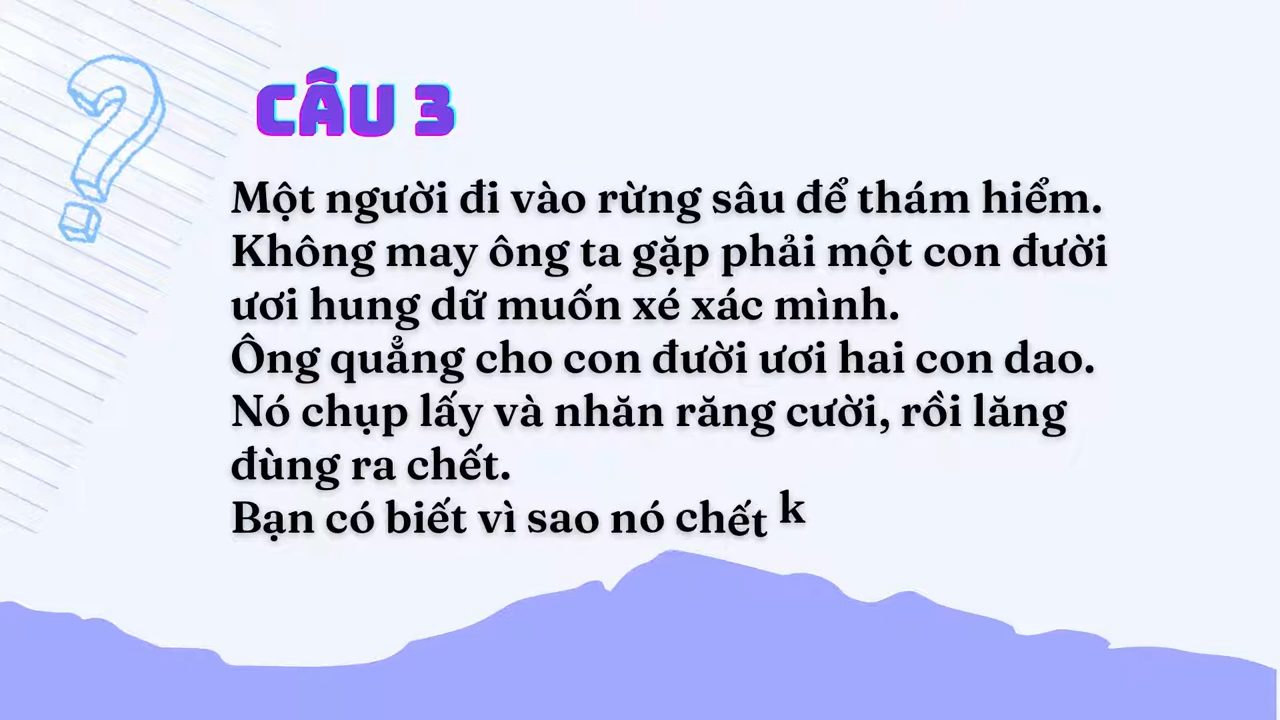 CÂU 3
Một người đi vào rừng sâu để thám hiểm.
Không may ông ta gặp phải một con đười
ươi hung dữ muốn xé xác mình.
Ông quẳng cho con đười ươi hai con dao.
Nó chụp lấy và nhăn răng cười, rồi lăng
đùng ra chết.
Bạn có biết vì sao nó chết k